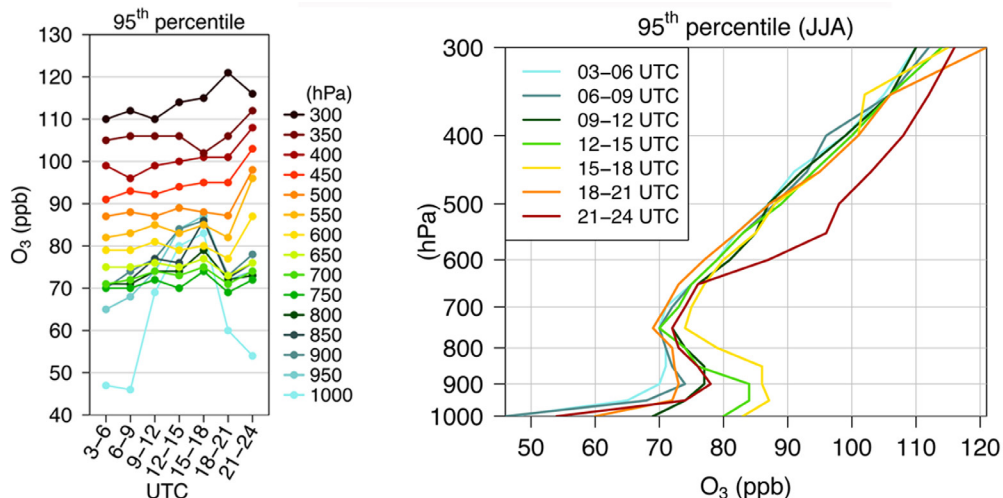 95th percentile
130
120
110
100
90
80
70
60
50
40
O3 (ppb)
3–6
6–9
9–12
12–15
15–18
18–21
21–24
UTC
(hPa)
300
350
400
450
500
550
600
650
700
750
800
850
900
950
1000
95th percentile (JJA)
300
400
500
600
700
800
900
1000
(hPa)
03–06 UTC
06–09 UTC
09–12 UTC
12–15 UTC
15–18 UTC
18–21 UTC
21–24 UTC
50 60 70 80 90 100 110 120
O3 (ppb)